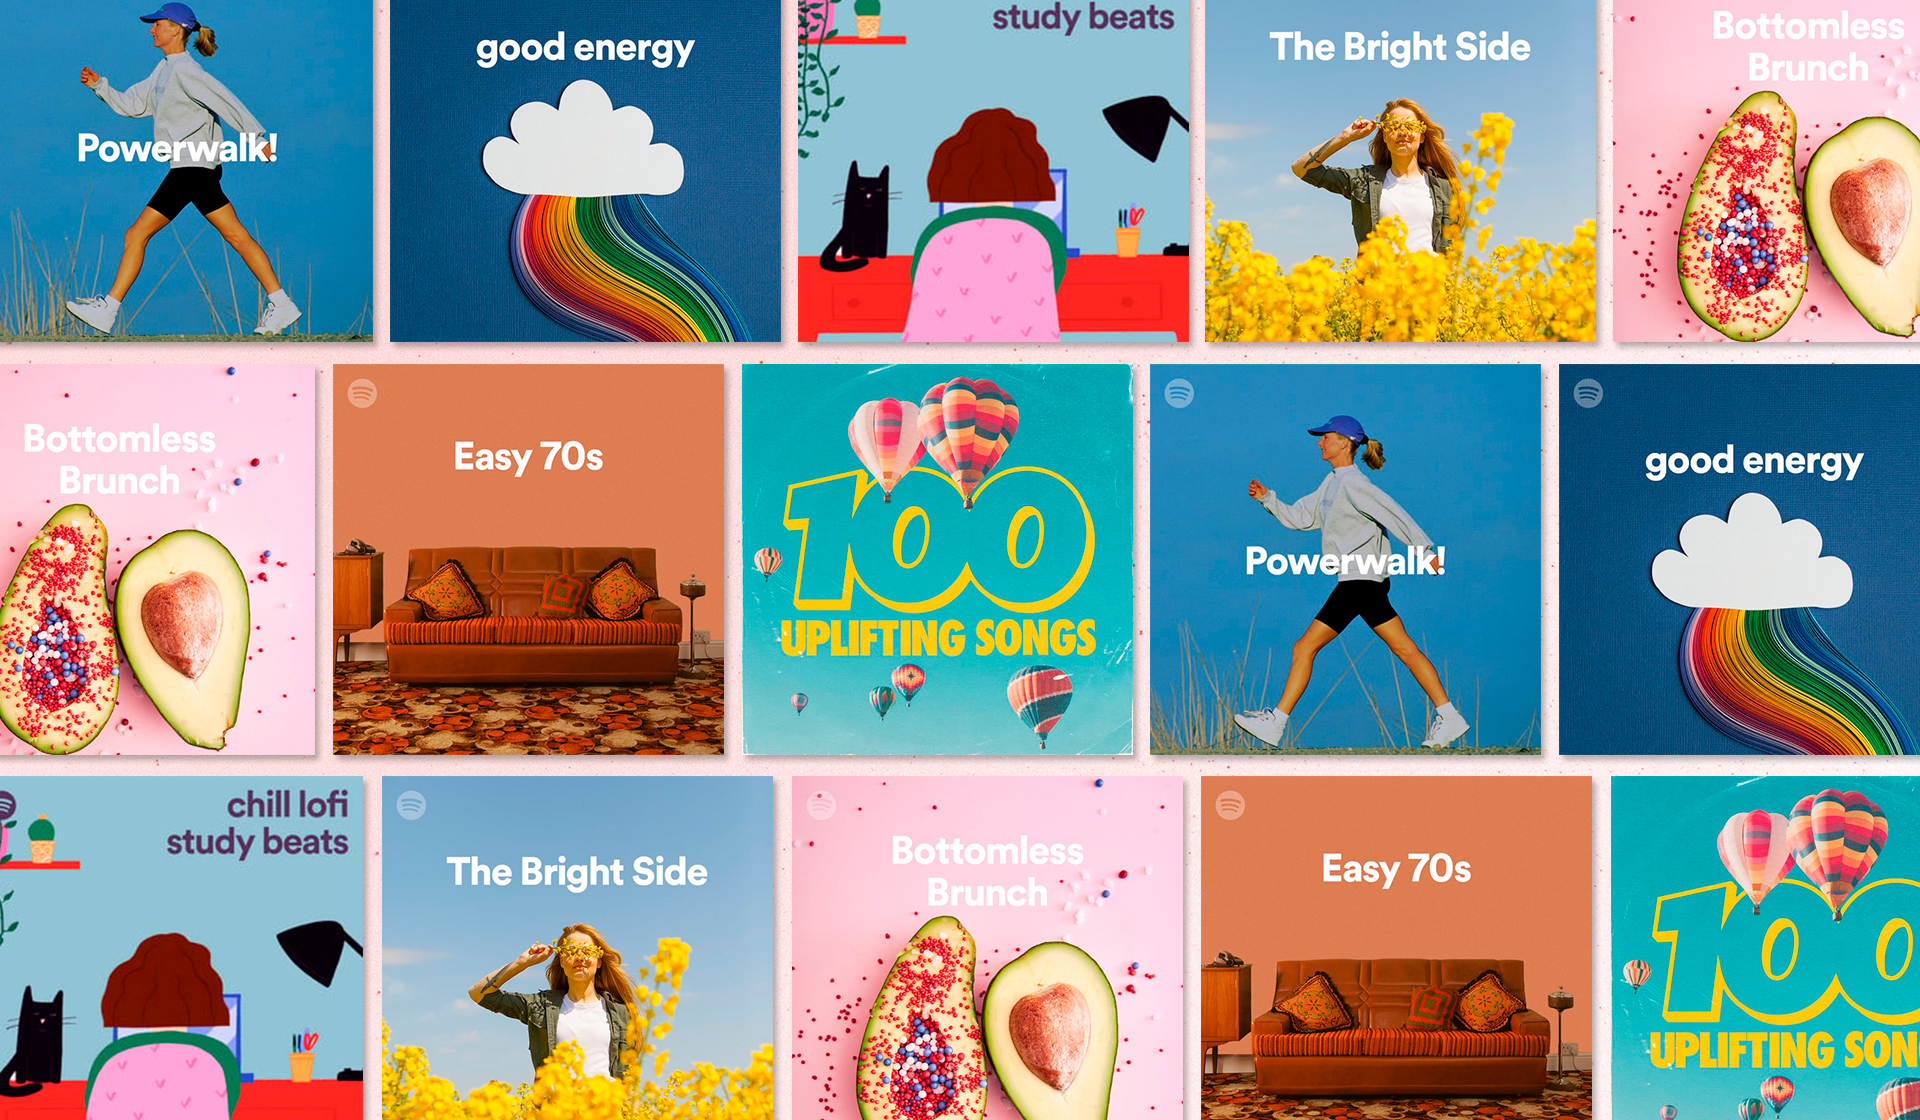 Powerwalk!
good energy
study beats
The Bright Side
Bottomless
Brunch
Bottomless
Brunch
Easy 70s
100
UPLIFTING SONGS
Powerwalk!
good energy
chill lofi
study beats
The Bright Side
Bottomless
Brunch
Easy 70s
100
UPLIFTING SON